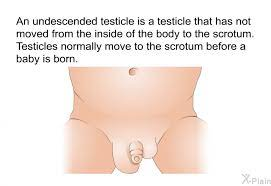 An undescended testicle is a testicle that has not
moved from the inside of the body to the scrotum.
Testicles normally move to the scrotum before a
baby is born.
X-Plain